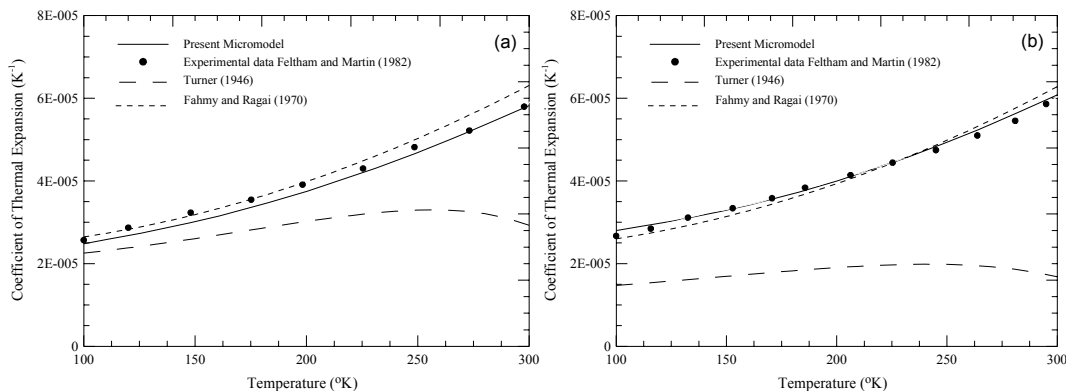 8E-005
(a)
Present Micromodel
Experimental data Feltham and Martin (1982)
Turner (1946)
Fahmy and Ragai (1970)
6E-005
4E-005
2E-005
0
Coefficient of Thermal Expansion (K⁻¹)
100
150
200
250
300
Temperature (ºK)
8E-005
(b)
Present Micromodel
Experimental data Feltham and Martin (1982)
Turner (1946)
Fahmy and Ragai (1970)
6E-005
4E-005
2E-005
0
Coefficient of Thermal Expansion (K⁻¹)
100
150
200
250
300
Temperature (ºK)